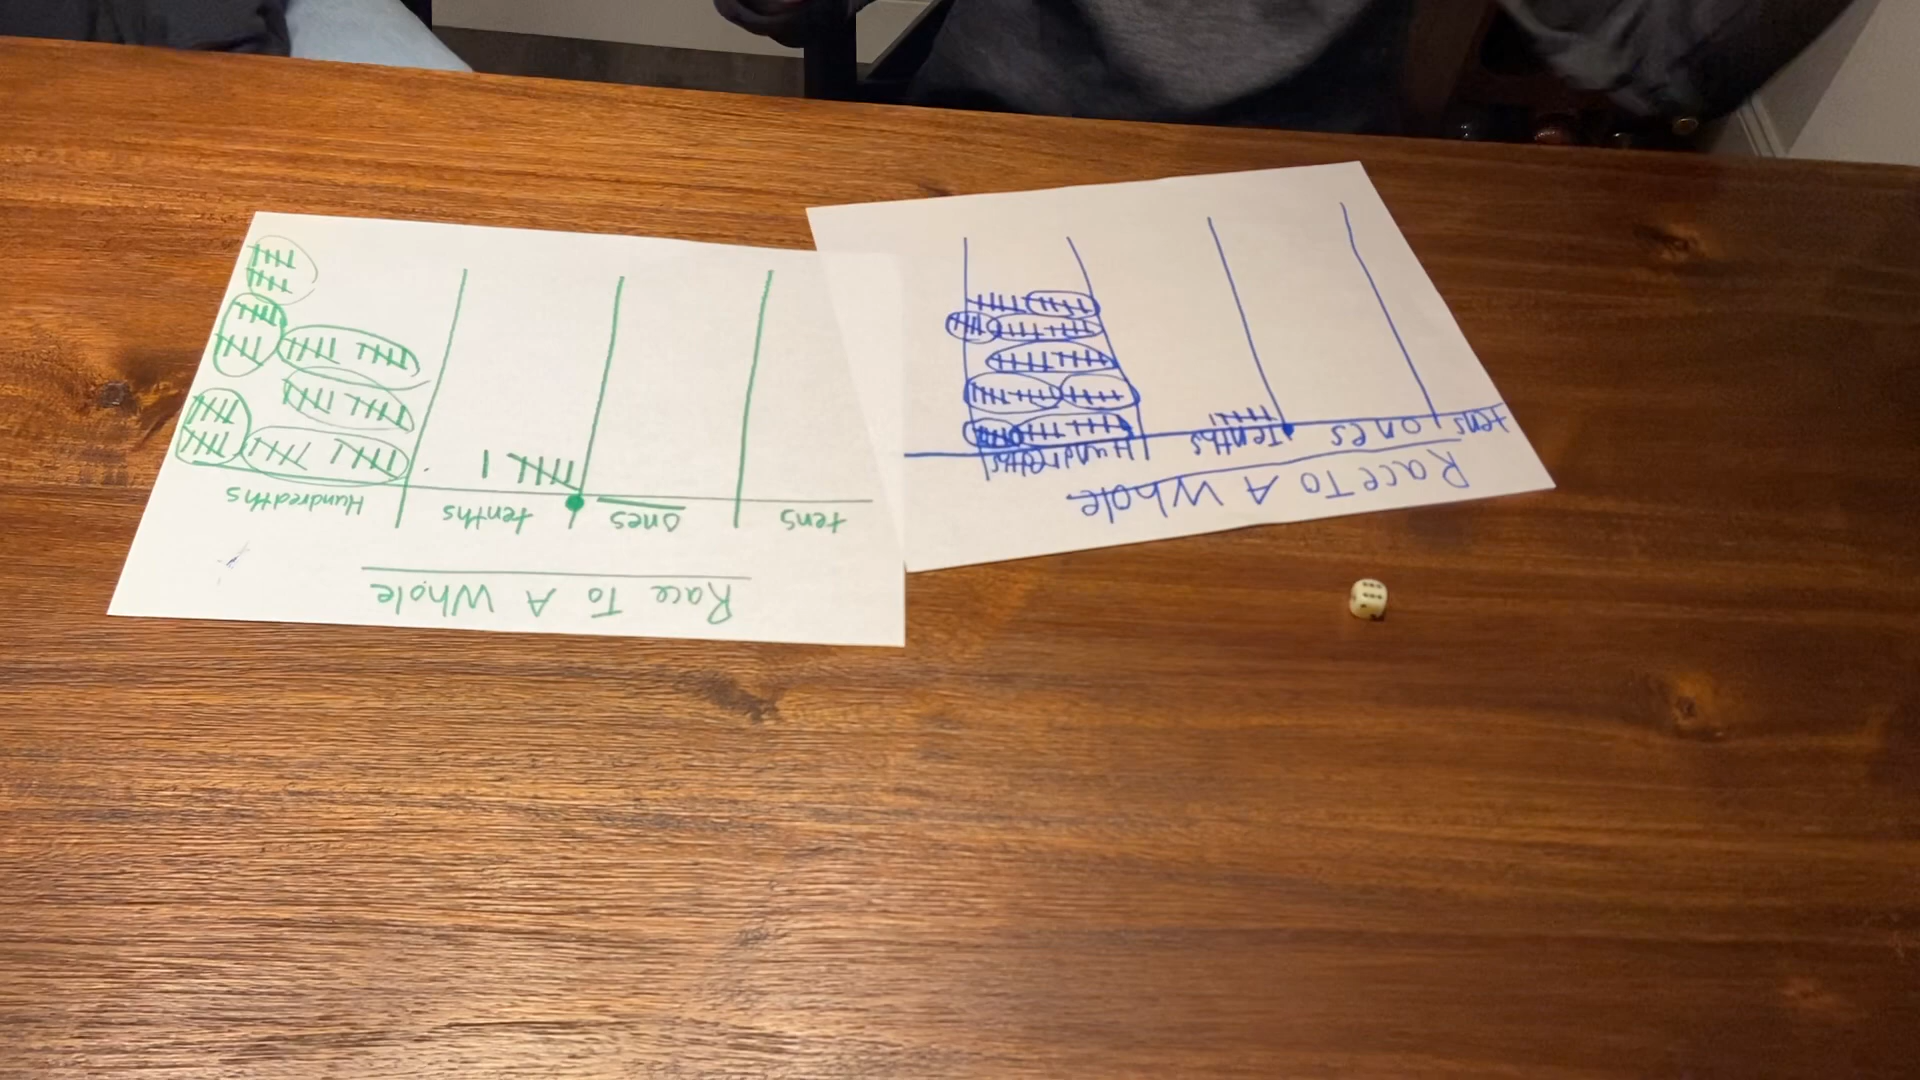 Race To A Whole
tens ones tenths Hundredths
Race To A Whole
tens ones Tenths Hundredths